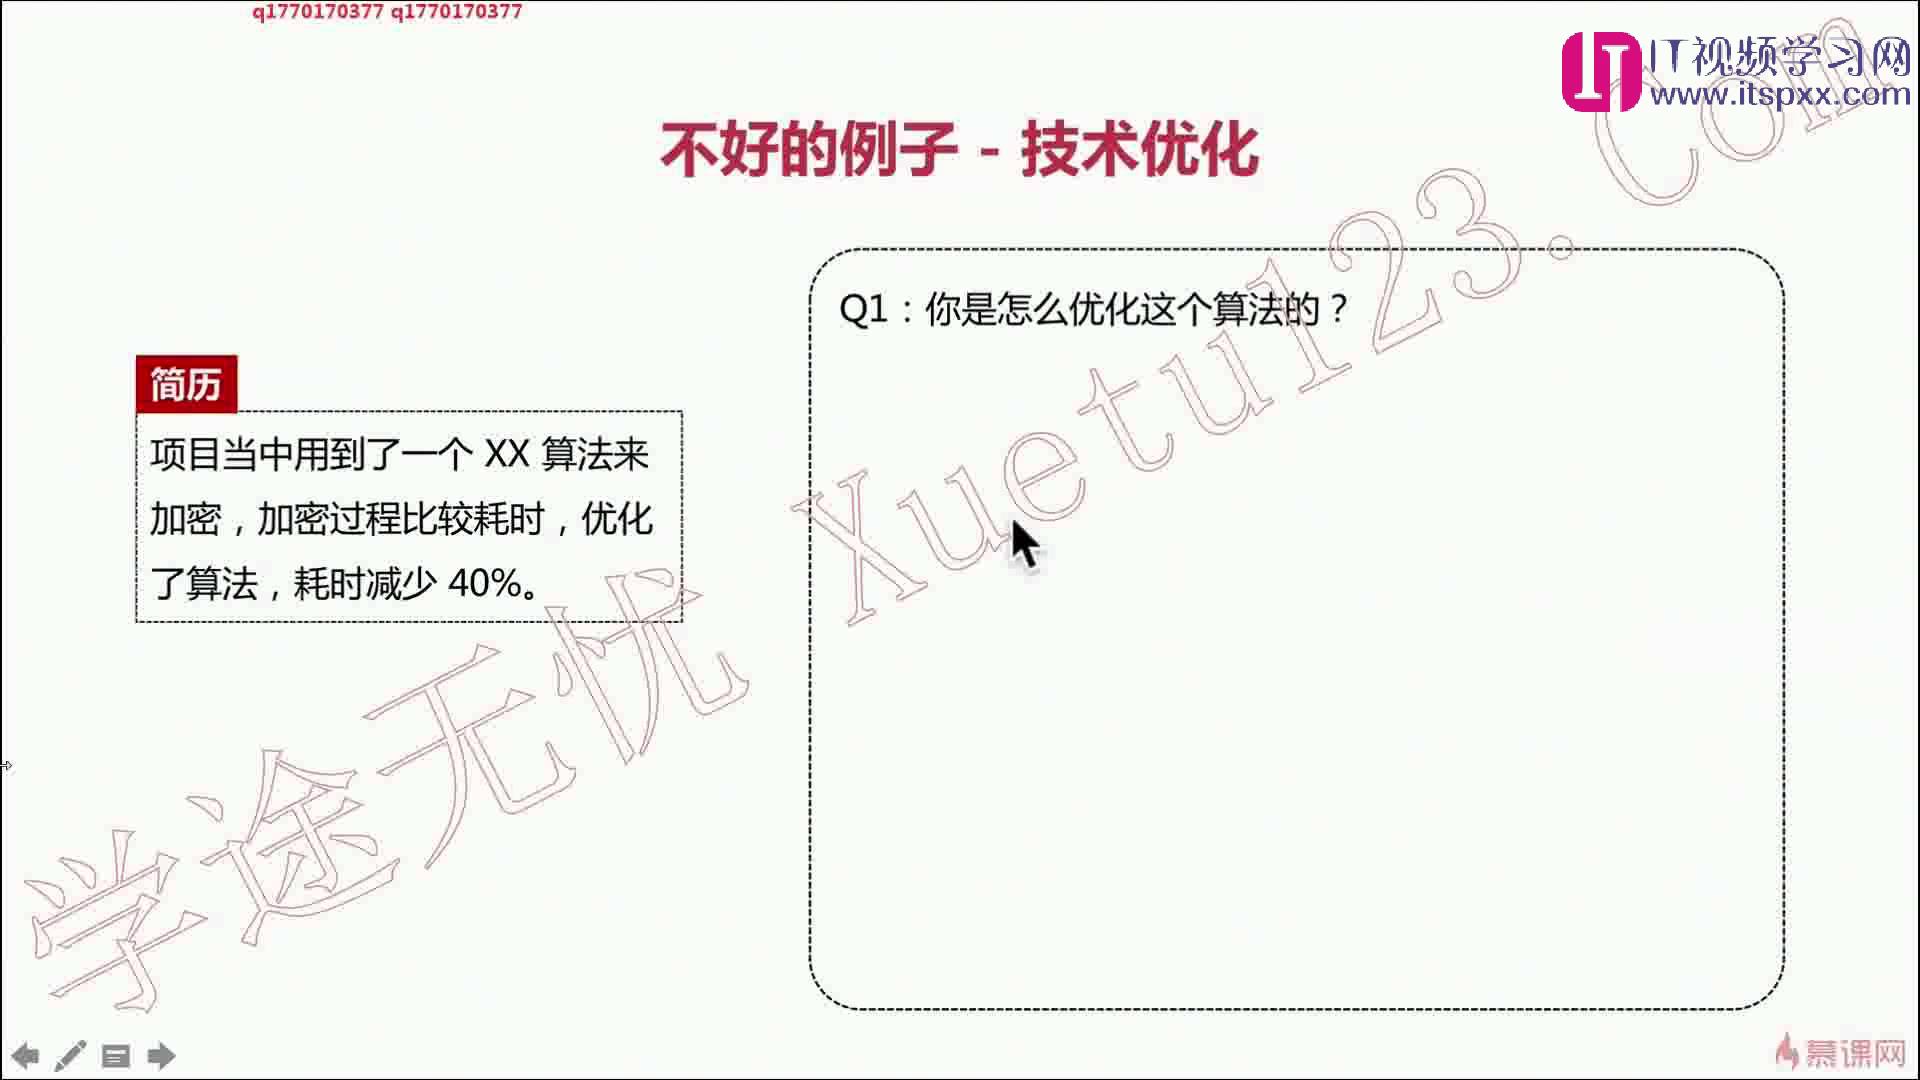 q1770170377 q1770170377
IT视频学习网
www.itspxx.com
不好的例子 - 技术优化
Q1：你是怎么优化这个算法的？
简历
项目当中用到了一个 XX 算法来
加密，加密过程比较耗时，优化
了算法，耗时减少 40%。
学途无忧 Xuetu123.Com
慕课网